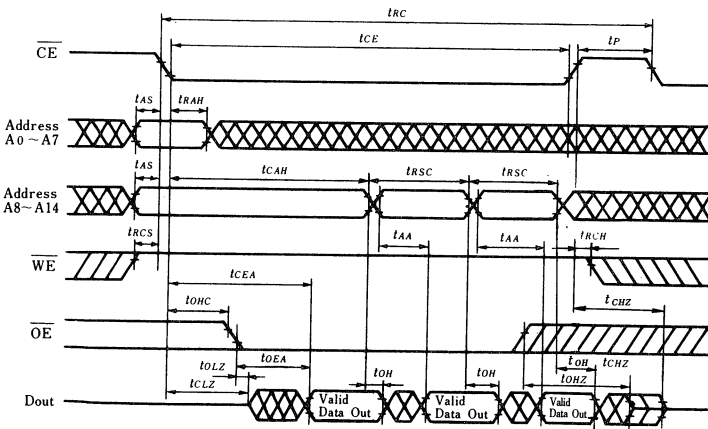 tRC
tCE
tP
CE
tAS
tRAH
Address
A0~A7
tAS
tCAH
tRSC
tRSC
Address
A8~A14
tRCS
tAA
tAA
tRCH
WE
tCEA
tCHZ
tOHC
OE
tOEA
tOH
tCHZ
tOLZ
tOH
tOH
tOHZ
tCLZ
Dout
Valid
Data Out
Valid
Data Out
Valid
Data Out